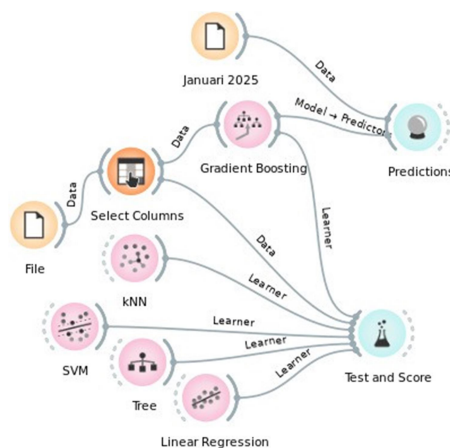 Januari 2025
Data
Model → Predictor
Data
Gradient Boosting
Predictions
Data
Select Columns
Learner
File
Data
kNN
Learner
Learner
SVM
Learner
Test and Score
Tree
Learner
Linear Regression